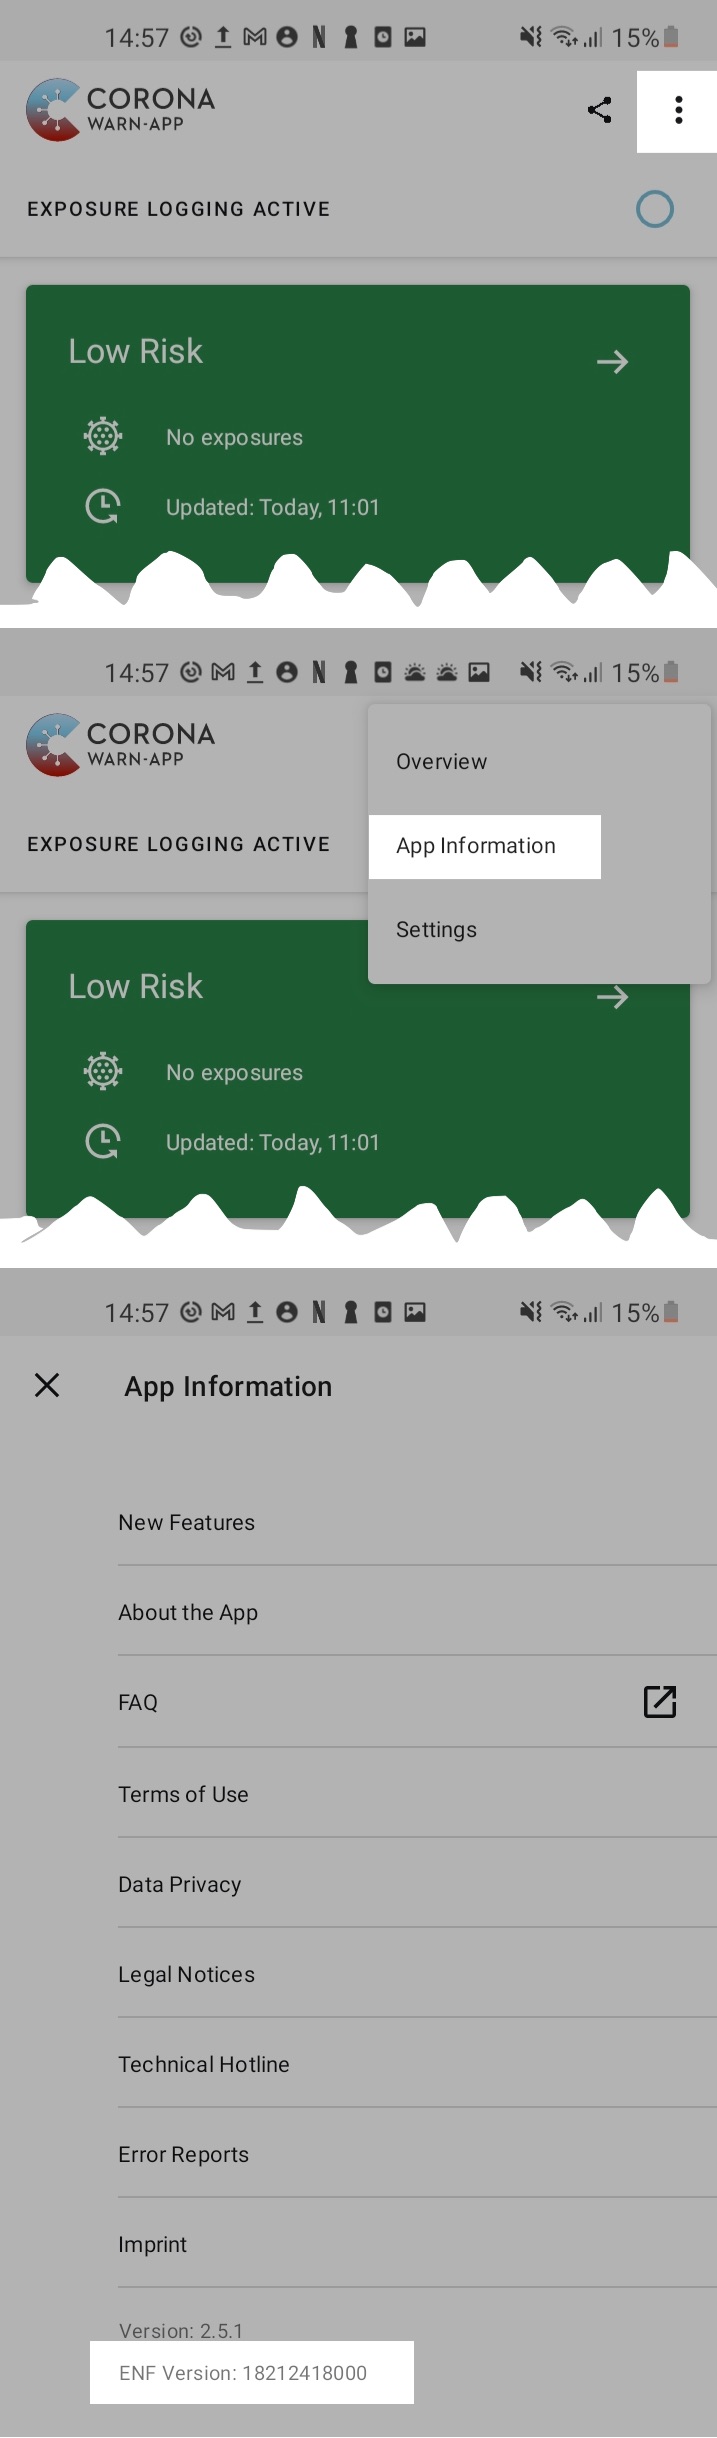 14:57 15%
CORONA
WARN-APP
EXPOSURE LOGGING ACTIVE
Low Risk
No exposures
Updated: Today, 11:01
14:57 15%
CORONA
WARN-APP
Overview
App Information
EXPOSURE LOGGING ACTIVE
Settings
Low Risk
No exposures
Updated: Today, 11:01
14:57 15%
App Information
New Features
About the App
FAQ
Terms of Use
Data Privacy
Legal Notices
Technical Hotline
Error Reports
Imprint
Version: 2.5.1
ENF Version: 18212418000